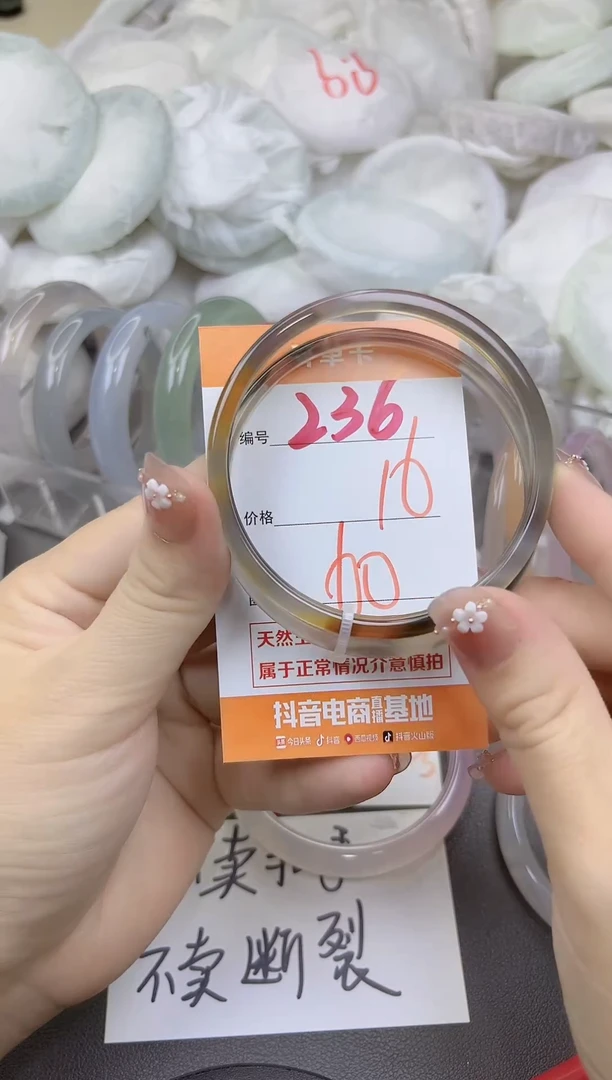 66
编号 236
价格 16
60
天然
属于正常情况介意慎拍
抖音电商直播基地
今日头条 抖音 西瓜视频 抖音火山版
不卖断裂